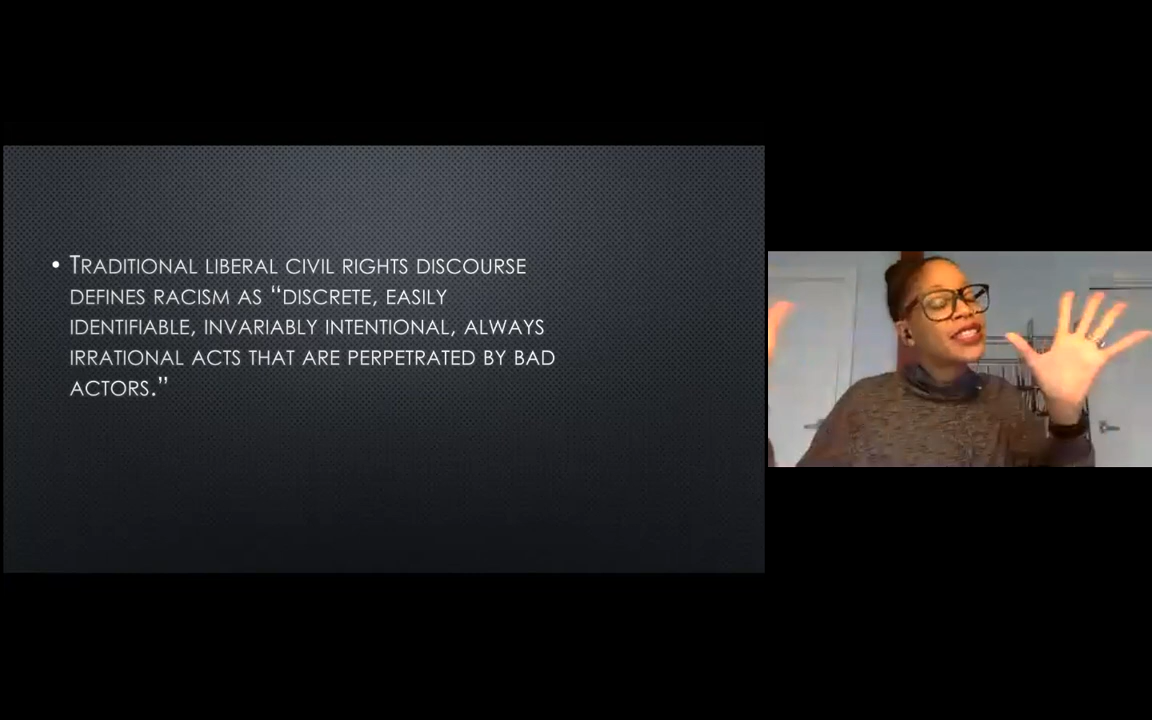 • Traditional liberal civil rights discourse
defines racism as “discrete, easily
identifiable, invariably intentional, always
irrational acts that are perpetrated by bad
actors.”